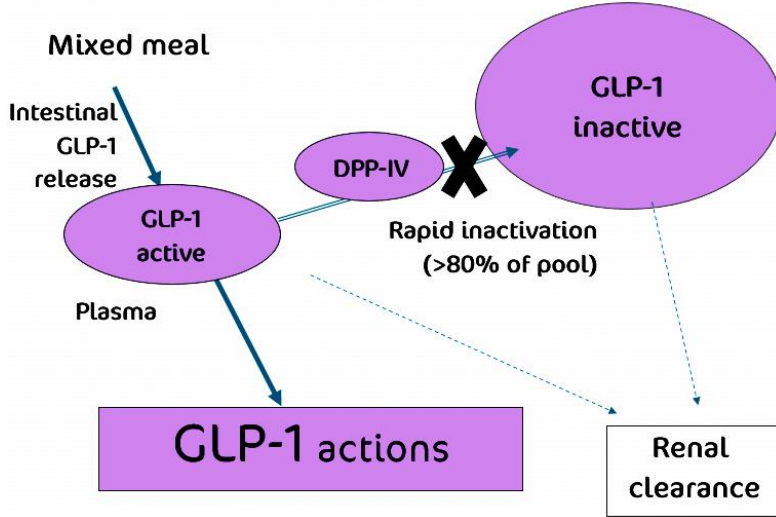 Mixed meal
Intestinal
GLP-1
release
GLP-1
active
Plasma
DPP-IV
Rapid inactivation
(>80% of pool)
GLP-1
inactive
GLP-1 actions
Renal
clearance